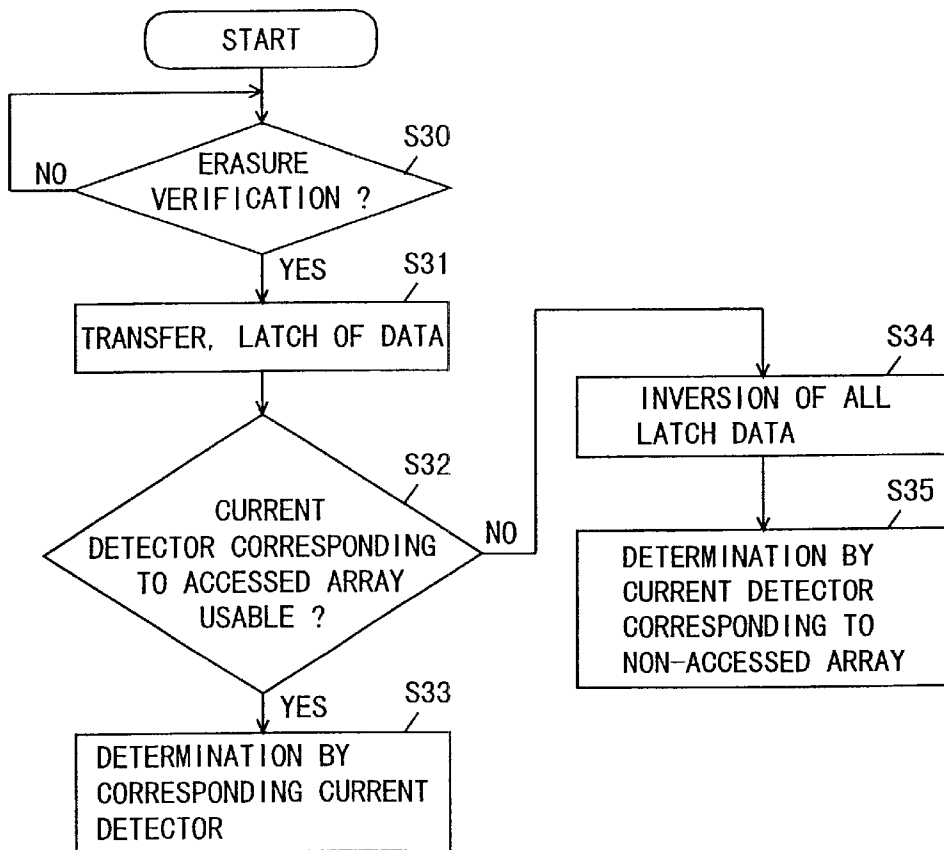 START
S30
ERASURE
VERIFICATION ?
NO
YES
S31
TRANSFER, LATCH OF DATA
S32
CURRENT
DETECTOR CORRESPONDING
TO ACCESSED ARRAY
USABLE ?
NO
YES
S33
DETERMINATION BY
CORRESPONDING CURRENT
DETECTOR
S34
INVERSION OF ALL
LATCH DATA
S35
DETERMINATION BY
CURRENT DETECTOR
CORRESPONDING TO
NON-ACCESSED ARRAY